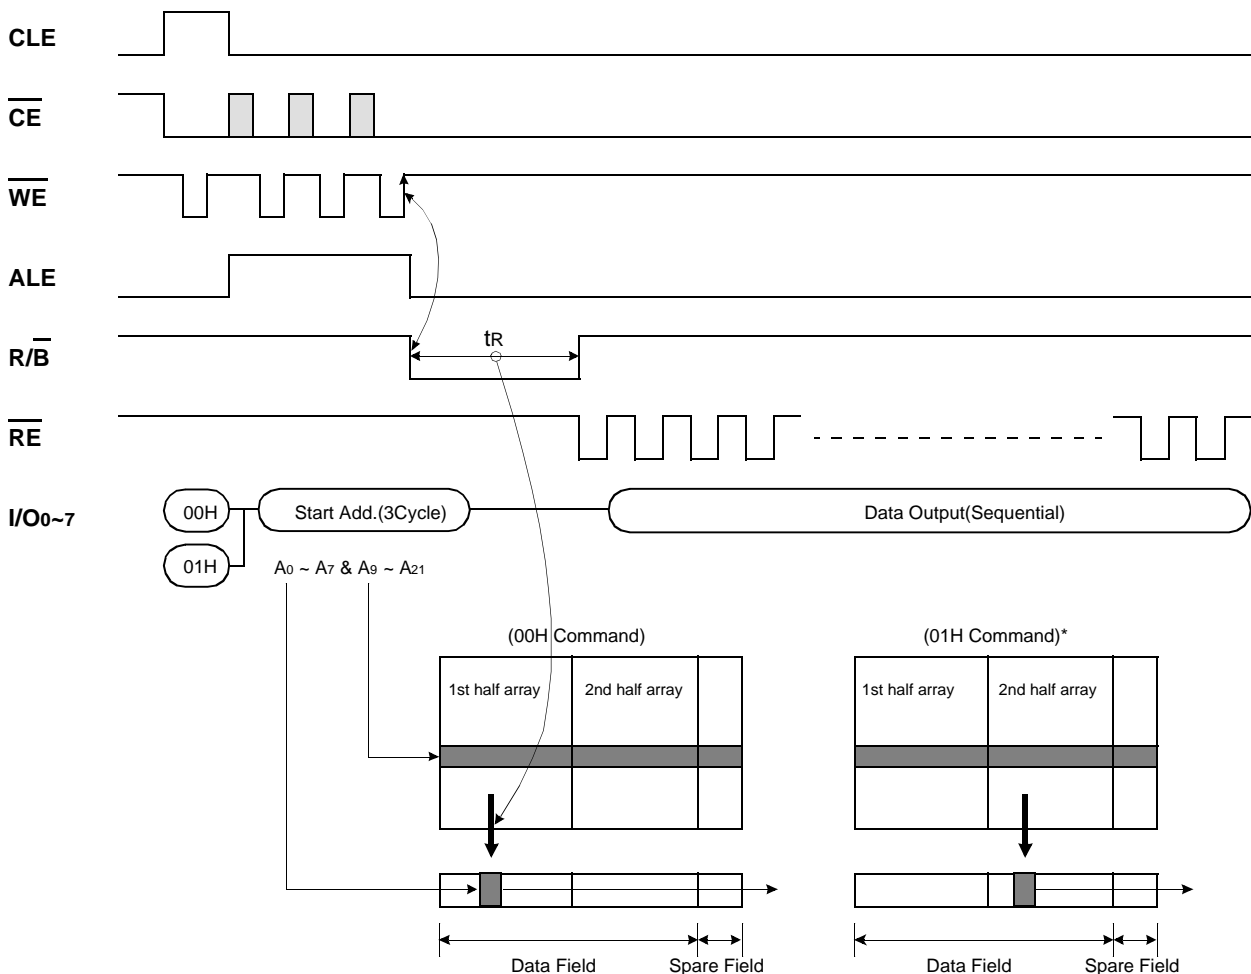 CLE
CE
WE
ALE
R/B
tR
RE
I/O0~7
00H
Start Add.(3Cycle)
Data Output(Sequential)
01H
A0 ~ A7 & A9 ~ A21
(00H Command)
(01H Command)*
1st half array
2nd half array
1st half array
2nd half array
Data Field
Spare Field
Data Field
Spare Field